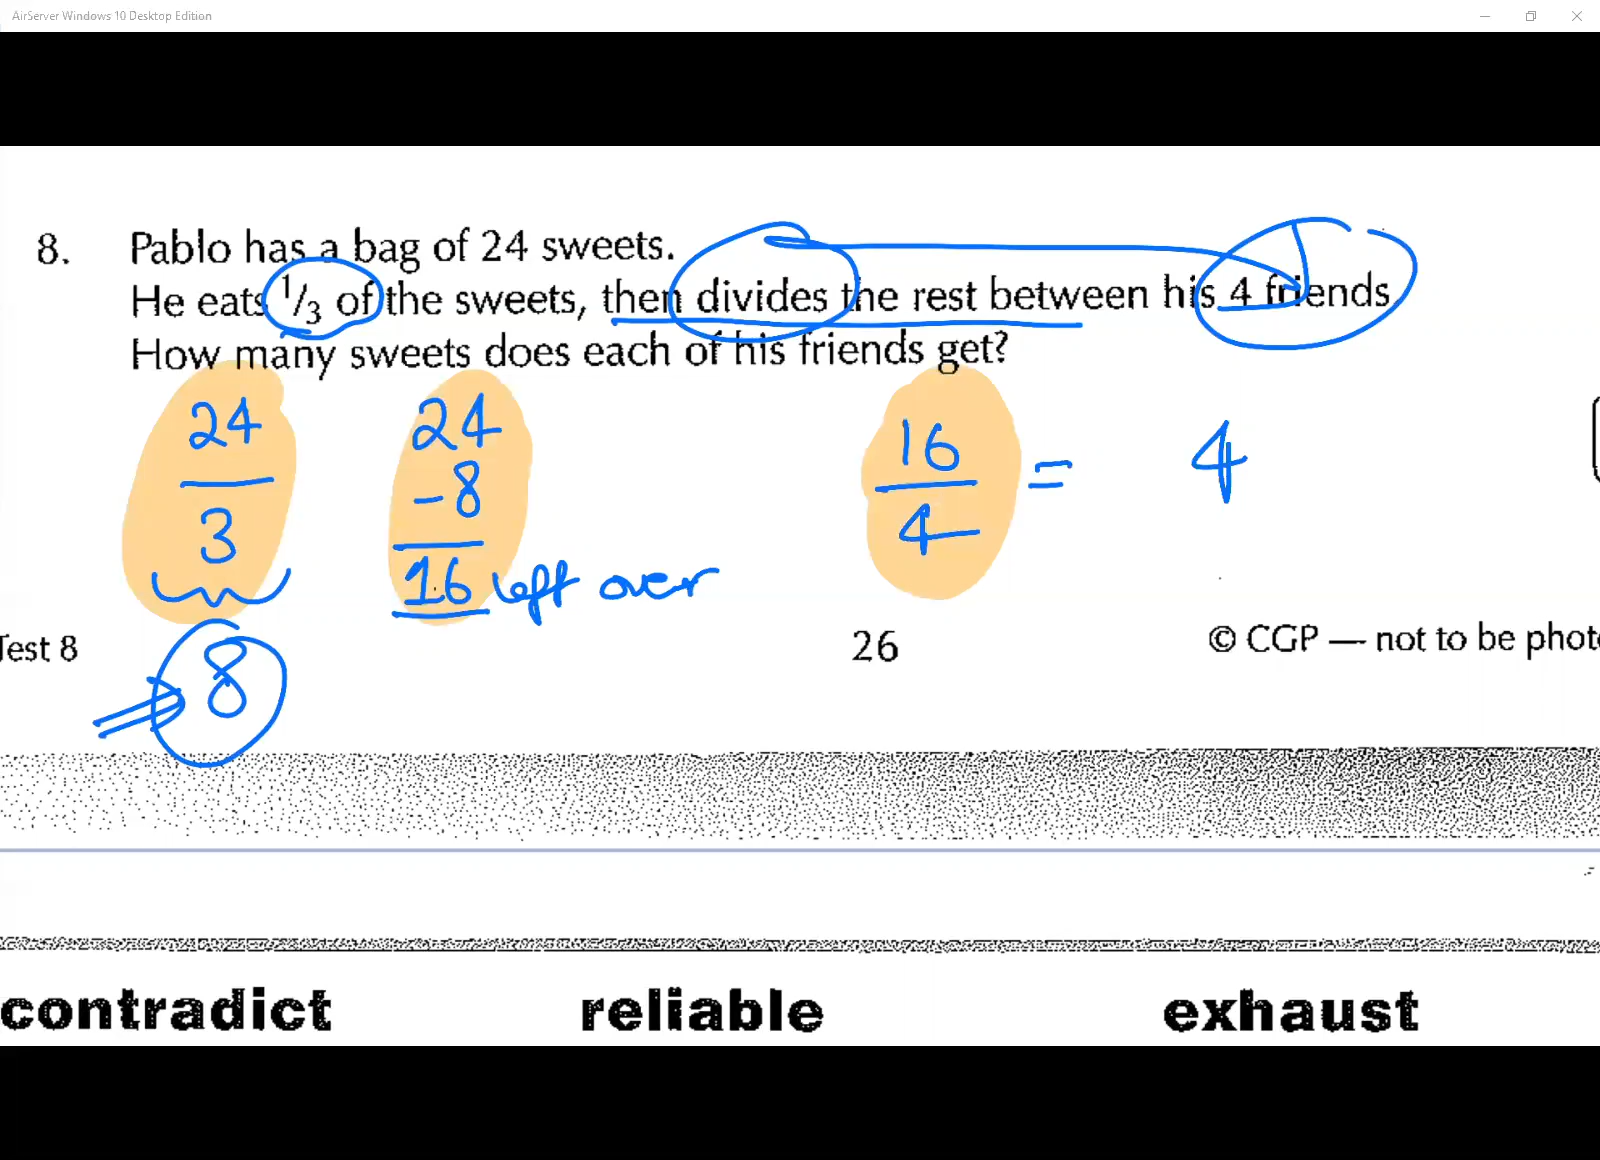 AirServer Windows 10 Desktop Edition
8. Pablo has a bag of 24 sweets.
He eats 1/3 of the sweets, then divides the rest between his 4 friends.
How many sweets does each of his friends get?
24
3
8
24
-8
16 left over
16
4
= 4
Test 8
26
© CGP — not to be phot
contradict reliable exhaust